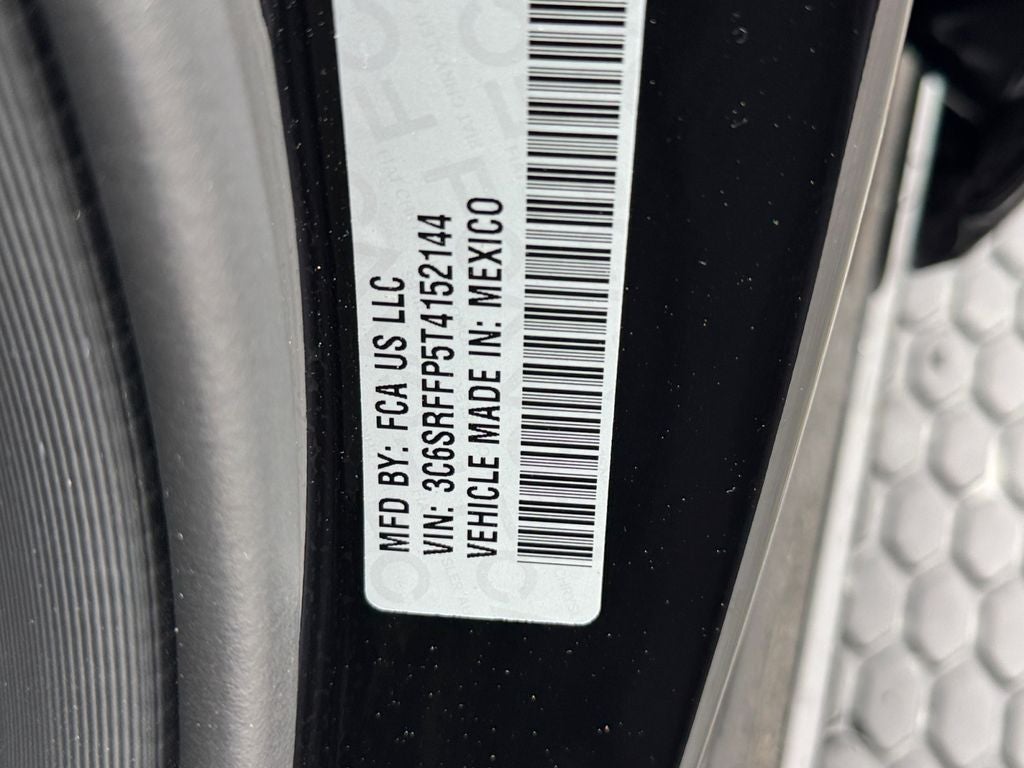 MFD BY: FCA US LLC
VIN: 3C6SRFFP5T4152144
VEHICLE MADE IN: MEXICO